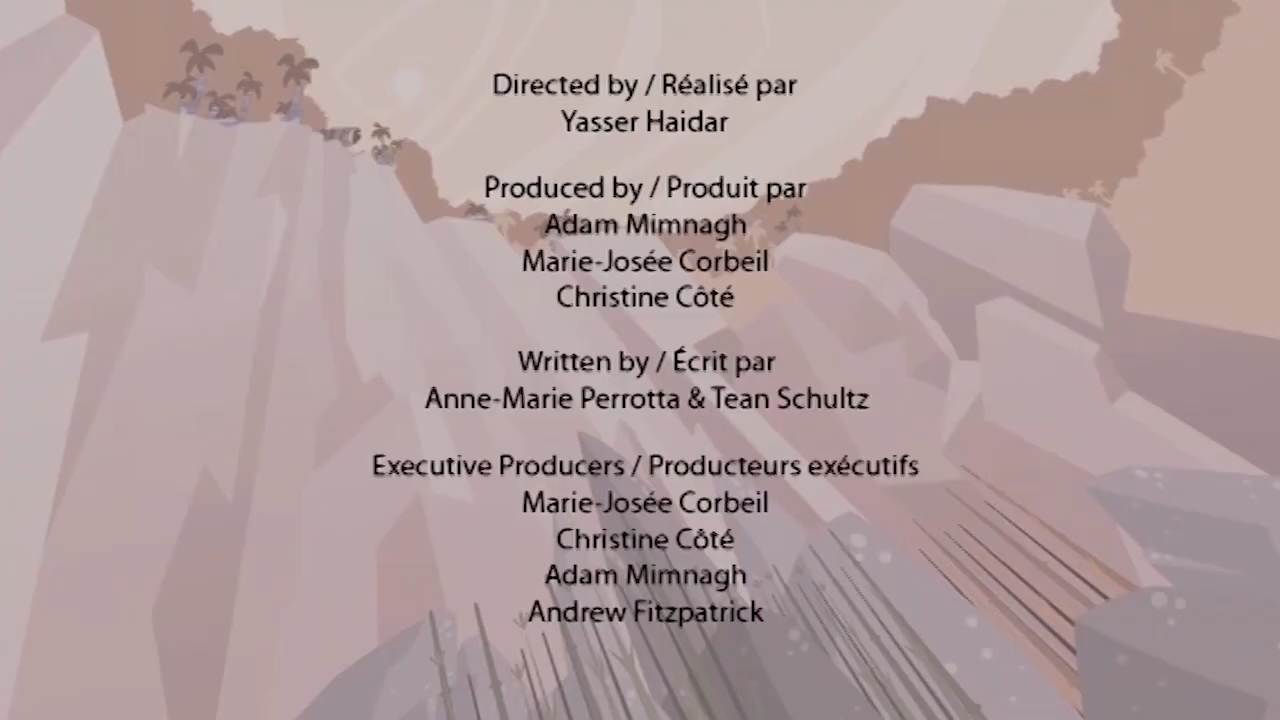 Directed by / Réalisé par
Yasser Haidar
Produced by / Produit par
Adam Mimnagh
Marie-Josée Corbeil
Christine Côté
Written by / Écrit par
Anne-Marie Perrotta & Tean Schultz
Executive Producers / Producteurs exécutifs
Marie-Josée Corbeil
Christine Côté
Adam Mimnagh
Andrew Fitzpatrick